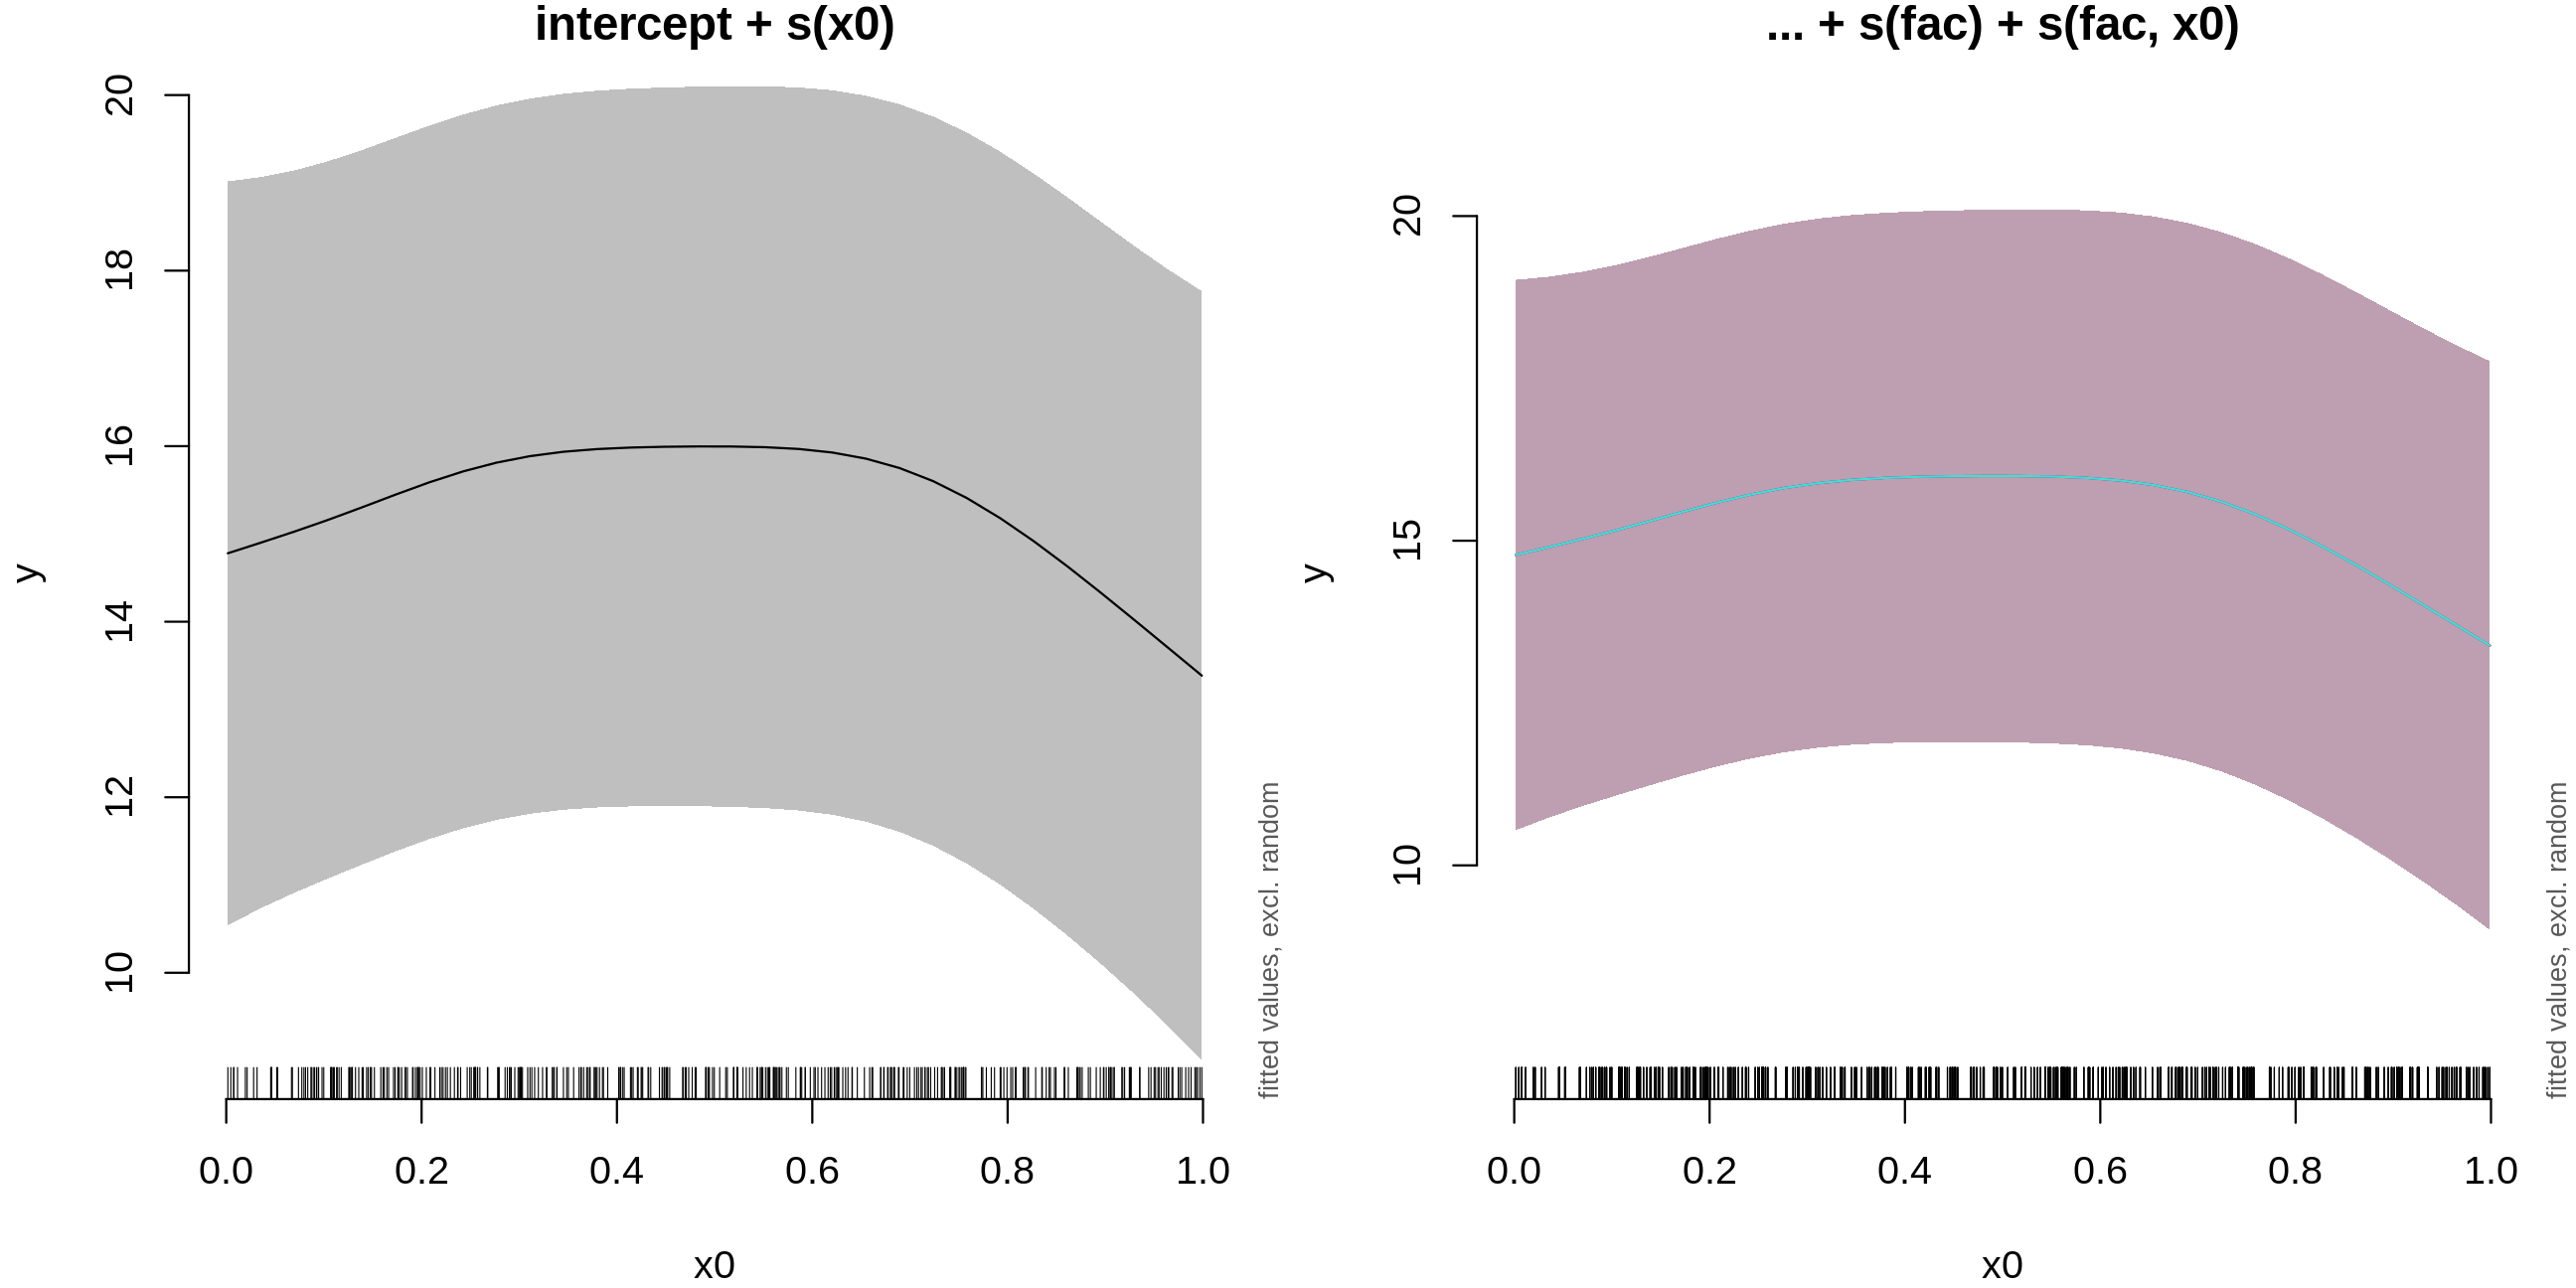 intercept + s(x0)
y
20
18
16
14
12
10
0.0 0.2 0.4 0.6 0.8 1.0
x0
fitted values, excl. random
... + s(fac) + s(fac, x0)
y
20
15
10
0.0 0.2 0.4 0.6 0.8 1.0
x0
fitted values, excl. random